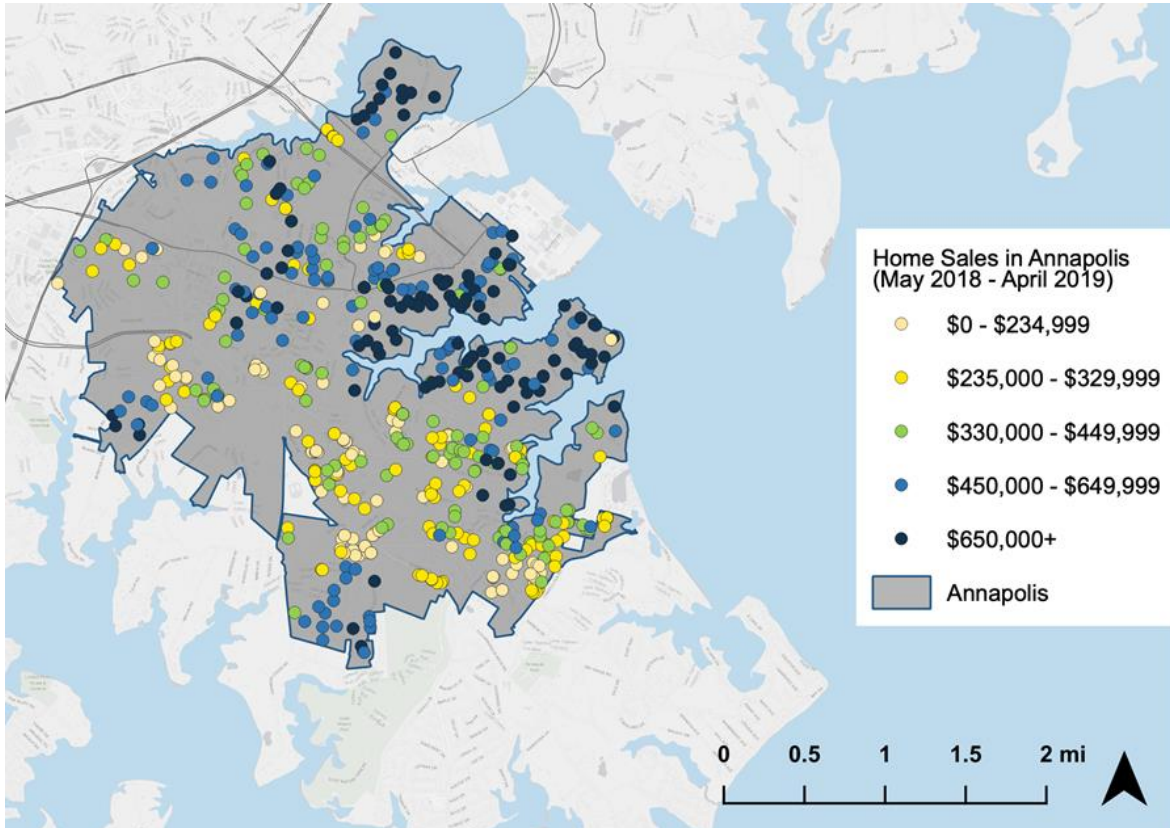 Home Sales in Annapolis
(May 2018 - April 2019)
$0 - $234,999
$235,000 - $329,999
$330,000 - $449,999
$450,000 - $649,999
$650,000+
Annapolis
0 0.5 1 1.5 2 mi